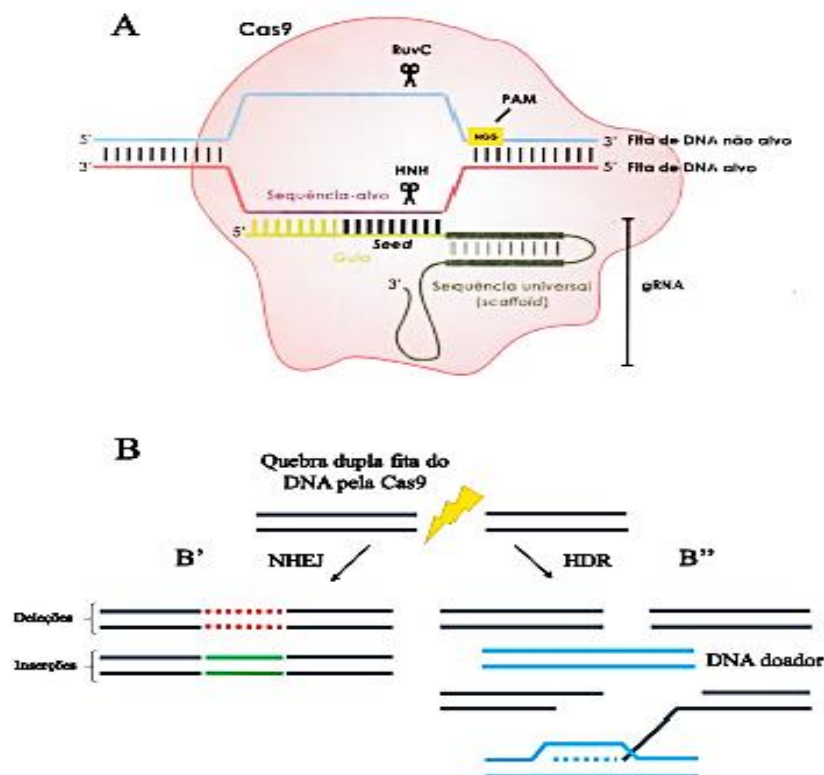 A
Cas9
RuvC
PAM
NGG
5'
3'
Fita de DNA não alvo
3'
5'
Fita de DNA alvo
HNH
Sequência-alvo
5'
Seed
Guia
3'
Sequência universal
(scaffold)
gRNA
B
Quebra dupla fita do
DNA pela Cas9
B'
NHEJ
HDR
B"
Deleções
Inserções
DNA doador